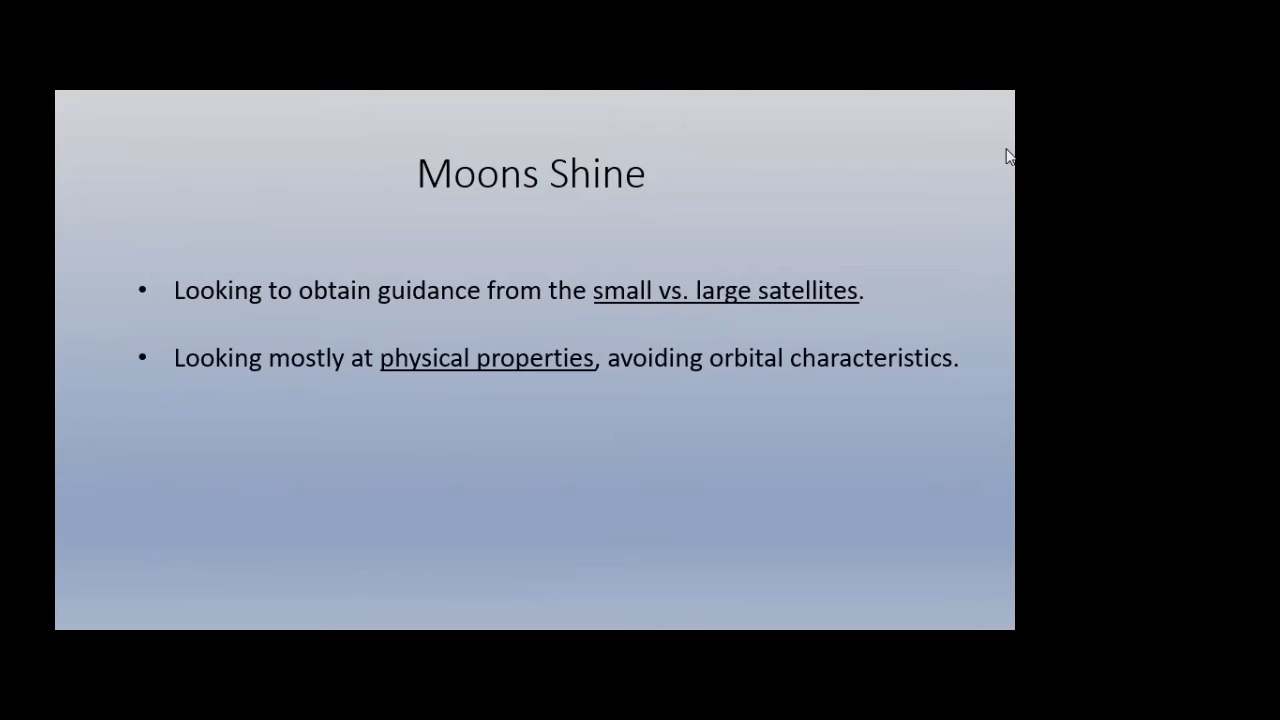 Moons Shine
• Looking to obtain guidance from the small vs. large satellites.
• Looking mostly at physical properties, avoiding orbital characteristics.